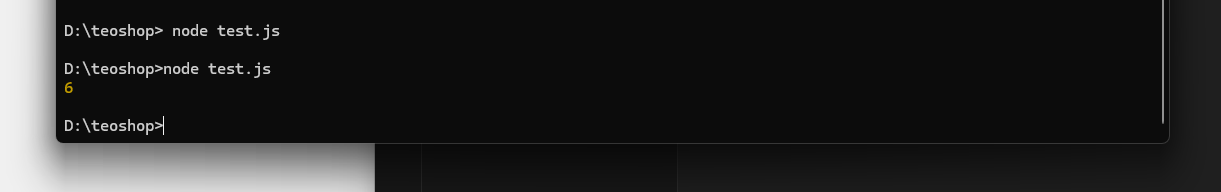 D:\teoshop> node test.js
D:\teoshop>node test.js
6
D:\teoshop>